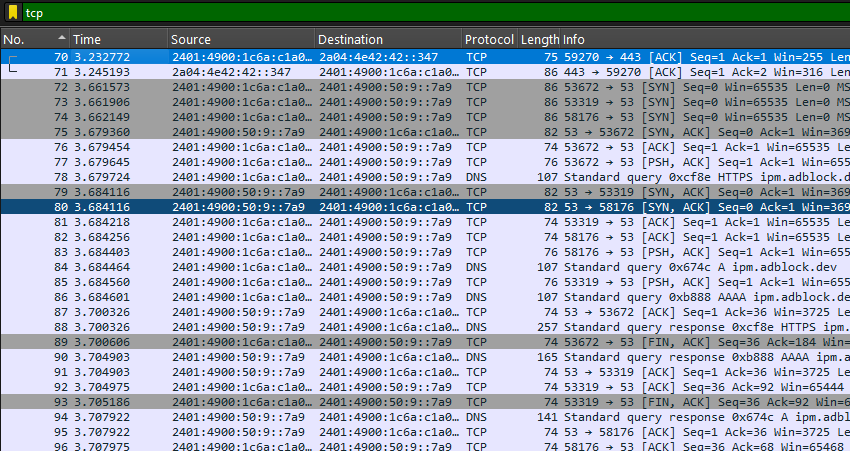 tcp
No. Time Source Destination Protocol Length Info
70 3.232772 2401:4900:1c6a:c1a0… 2a04:4e42:42::347 TCP 75 59270 → 443 [ACK] Seq=1 Ack=1 Win=255 Len
71 3.245193 2a04:4e42:42::347 2401:4900:1c6a:c1a0… TCP 86 443 → 59270 [ACK] Seq=1 Ack=2 Win=316 Len
72 3.661573 2401:4900:1c6a:c1a0… 2401:4900:50:9::7a9 TCP 86 53672 → 53 [SYN] Seq=0 Win=65535 Len=0 MS
73 3.661906 2401:4900:1c6a:c1a0… 2401:4900:50:9::7a9 TCP 86 53319 → 53 [SYN] Seq=0 Win=65535 Len=0 MS
74 3.662149 2401:4900:1c6a:c1a0… 2401:4900:50:9::7a9 TCP 86 58176 → 53 [SYN] Seq=0 Win=65535 Len=0 MS
75 3.679360 2401:4900:50:9::7a9 2401:4900:1c6a:c1a0… TCP 82 53 → 53672 [SYN, ACK] Seq=0 Ack=1 Win=369
76 3.679454 2401:4900:1c6a:c1a0… 2401:4900:50:9::7a9 TCP 74 53672 → 53 [ACK] Seq=1 Ack=1 Win=65535 Le
77 3.679645 2401:4900:1c6a:c1a0… 2401:4900:50:9::7a9 TCP 76 53672 → 53 [PSH, ACK] Seq=1 Ack=1 Win=655
78 3.679724 2401:4900:1c6a:c1a0… 2401:4900:50:9::7a9 DNS 107 Standard query 0xcf8e HTTPS ipm.adblock.d
79 3.684116 2401:4900:50:9::7a9 2401:4900:1c6a:c1a0… TCP 82 53 → 53319 [SYN, ACK] Seq=0 Ack=1 Win=369
80 3.684116 2401:4900:50:9::7a9 2401:4900:1c6a:c1a0… TCP 82 53 → 58176 [SYN, ACK] Seq=0 Ack=1 Win=369
81 3.684218 2401:4900:1c6a:c1a0… 2401:4900:50:9::7a9 TCP 74 53319 → 53 [ACK] Seq=1 Ack=1 Win=65535 Le
82 3.684256 2401:4900:1c6a:c1a0… 2401:4900:50:9::7a9 TCP 74 58176 → 53 [ACK] Seq=1 Ack=1 Win=65535 Le
83 3.684403 2401:4900:1c6a:c1a0… 2401:4900:50:9::7a9 TCP 76 58176 → 53 [PSH, ACK] Seq=1 Ack=1 Win=655
84 3.684464 2401:4900:1c6a:c1a0… 2401:4900:50:9::7a9 DNS 107 Standard query 0x674c A ipm.adblock.dev
85 3.684560 2401:4900:1c6a:c1a0… 2401:4900:50:9::7a9 TCP 76 53319 → 53 [PSH, ACK] Seq=1 Ack=1 Win=655
86 3.684601 2401:4900:1c6a:c1a0… 2401:4900:50:9::7a9 DNS 107 Standard query 0xb888 AAAA ipm.adblock.de
87 3.700326 2401:4900:50:9::7a9 2401:4900:1c6a:c1a0… TCP 74 53 → 53672 [ACK] Seq=1 Ack=36 Win=3725 Le
88 3.700326 2401:4900:50:9::7a9 2401:4900:1c6a:c1a0… DNS 257 Standard query response 0xcf8e HTTPS ipm.
89 3.700606 2401:4900:1c6a:c1a0… 2401:4900:50:9::7a9 TCP 74 53672 → 53 [FIN, ACK] Seq=36 Ack=184 Win=
90 3.704903 2401:4900:50:9::7a9 2401:4900:1c6a:c1a0… DNS 165 Standard query response 0xb888 AAAA ipm.a
91 3.704903 2401:4900:50:9::7a9 2401:4900:1c6a:c1a0… TCP 74 53 → 53319 [ACK] Seq=1 Ack=36 Win=3725 Le
92 3.704975 2401:4900:1c6a:c1a0… 2401:4900:50:9::7a9 TCP 74 53319 → 53 [ACK] Seq=36 Ack=92 Win=65444
93 3.705186 2401:4900:1c6a:c1a0… 2401:4900:50:9::7a9 TCP 74 53319 → 53 [FIN, ACK] Seq=36 Ack=92 Win=6
94 3.707922 2401:4900:50:9::7a9 2401:4900:1c6a:c1a0… DNS 141 Standard query response 0x674c A ipm.adbl
95 3.707922 2401:4900:50:9::7a9 2401:4900:1c6a:c1a0… TCP 74 53 → 58176 [ACK] Seq=1 Ack=36 Win=3725 Le
96 3.707975 2401:4900:1c6a:c1a0… 2401:4900:50:9::7a9 TCP 74 58176 → 53 [ACK] Seq=36 Ack=68 Win=65468